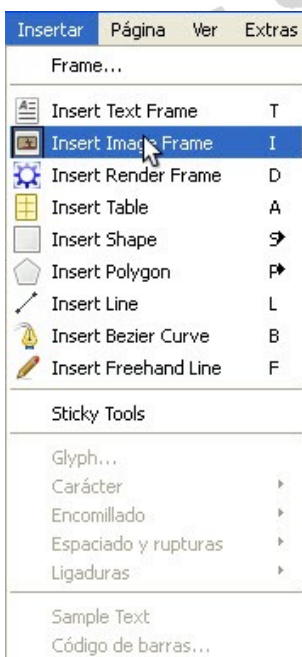 Insertar Página Ver Extras
Frame...
Insert Text Frame T
Insert Image Frame I
Insert Render Frame D
Insert Table A
Insert Shape S
Insert Polygon P
Insert Line L
Insert Bezier Curve B
Insert Freehand Line F
Sticky Tools
Glyph...
Carácter
Encomillado
Espaciado y rupturas
Ligaduras
Sample Text
Código de barras...